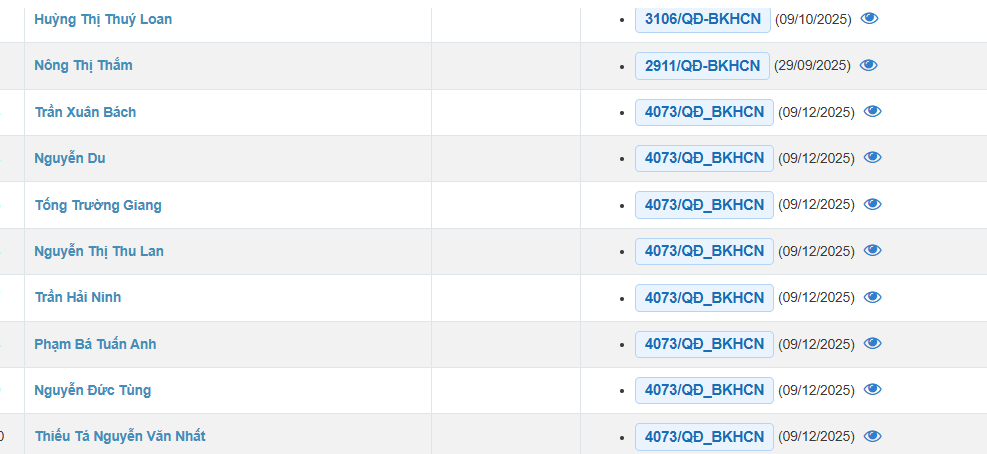 Huỳnh Thị Thuý Loan
3106/QĐ-BKHCN (09/10/2025)
Nông Thị Thắm
2911/QĐ-BKHCN (29/09/2025)
Trần Xuân Bách
4073/QĐ_BKHCN (09/12/2025)
Nguyễn Du
4073/QĐ_BKHCN (09/12/2025)
Tống Trường Giang
4073/QĐ_BKHCN (09/12/2025)
Nguyễn Thị Thu Lan
4073/QĐ_BKHCN (09/12/2025)
Trần Hải Ninh
4073/QĐ_BKHCN (09/12/2025)
Phạm Bá Tuấn Anh
4073/QĐ_BKHCN (09/12/2025)
Nguyễn Đức Tùng
4073/QĐ_BKHCN (09/12/2025)
0
Thiếu Tá Nguyễn Văn Nhất
4073/QĐ_BKHCN (09/12/2025)